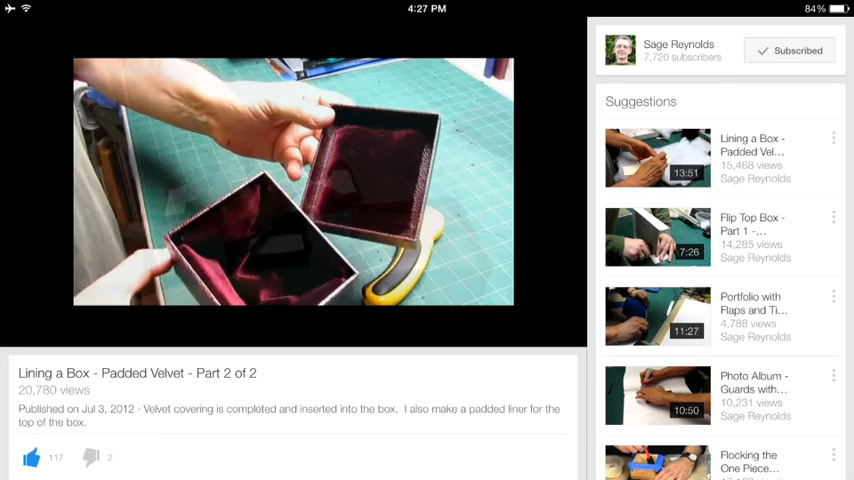 4:27 PM
84%
Sage Reynolds
7,720 subscribers
Subscribed
Suggestions
Lining a Box -
Padded Vel...
15,468 views
Sage Reynolds
13:51
Flip Top Box -
Part 1 -...
14,285 views
Sage Reynolds
7:26
Portfolio with
Flaps and Ti...
4,788 views
Sage Reynolds
11:27
Photo Album -
Guards with...
10,231 views
Sage Reynolds
10:50
Flocking the
One Piece...
Lining a Box - Padded Velvet - Part 2 of 2
20,780 views
Published on Jul 3, 2012 · Velvet covering is completed and inserted into the box. I also make a padded liner for the
top of the box.
117
2